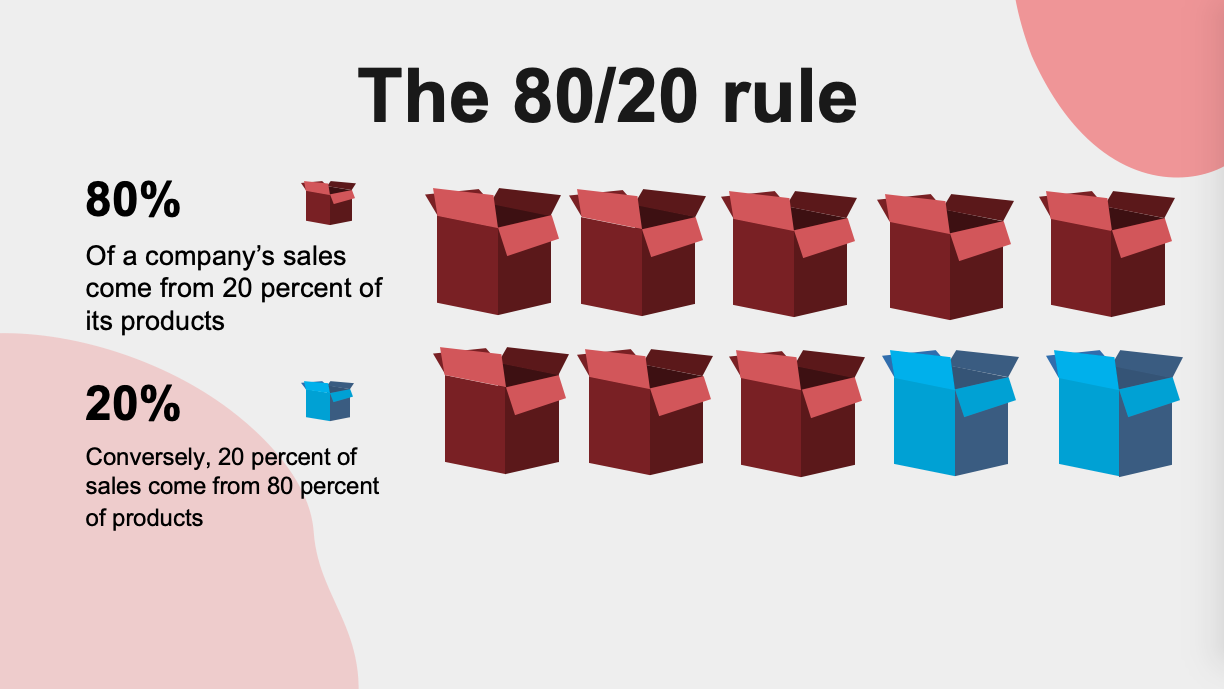 The 80/20 rule
80%
Of a company’s sales
come from 20 percent of
its products
20%
Conversely, 20 percent of
sales come from 80 percent
of products